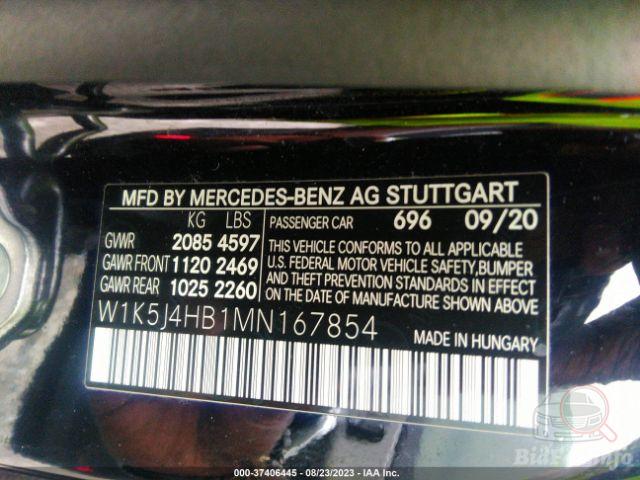 MFD BY MERCEDES-BENZ AG STUTTGART
KG LBS PASSENGER CAR 696 09/20
GVWR 2085 4597
GAWR FRONT 1120 2469
GAWR REAR 1025 2260
THIS VEHICLE CONFORMS TO ALL APPLICABLE
U.S. FEDERAL MOTOR VEHICLE SAFETY, BUMPER
AND THEFT PREVENTION STANDARDS IN EFFECT
ON THE DATE OF MANUFACTURE SHOWN ABOVE.
W1K5J4HB1MN167854
MADE IN HUNGARY
BidFax.info
000-37406445 - 08/23/2023 - IAA Inc.